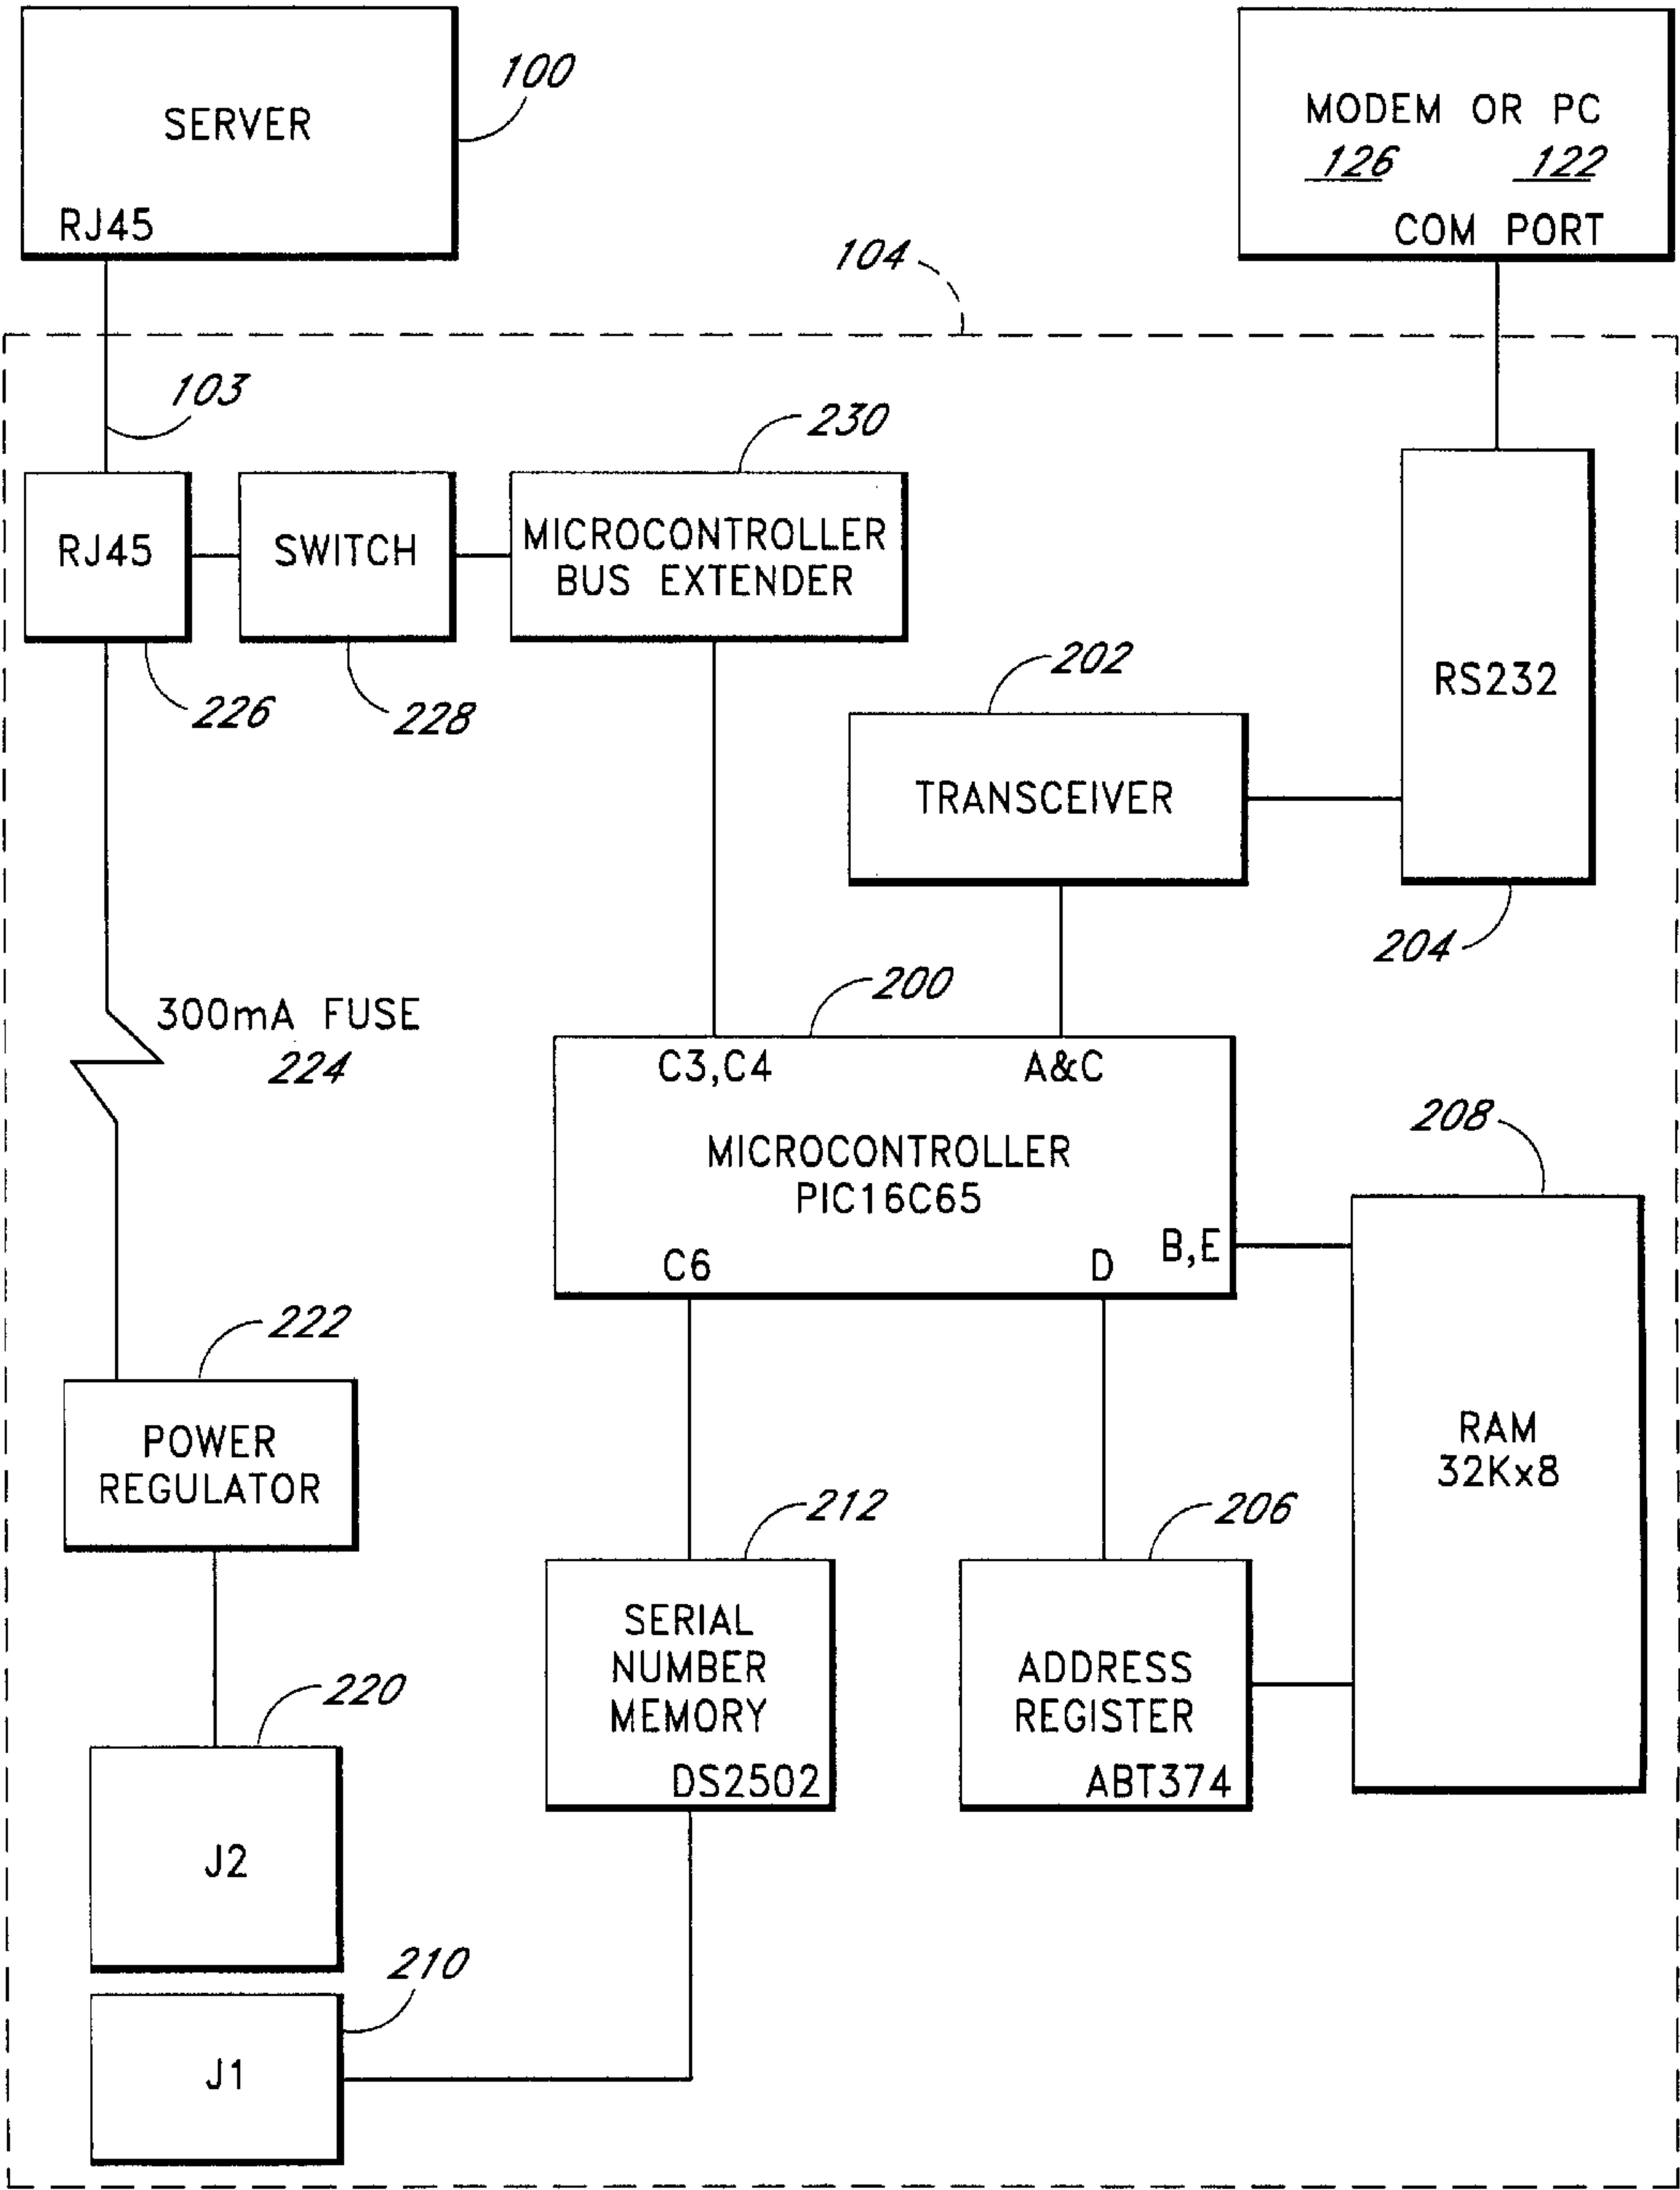 SERVER
100
RJ45
MODEM OR PC
126 122
COM PORT
104
103
230
RJ45
SWITCH
MICROCONTROLLER
BUS EXTENDER
226
228
202
RS232
TRANSCEIVER
204
200
300mA FUSE
224
C3,C4
A&C
MICROCONTROLLER
PIC16C65
B,E
C6
D
208
222
POWER
REGULATOR
RAM
32Kx8
212
206
SERIAL
NUMBER
MEMORY
DS2502
ADDRESS
REGISTER
ABT374
220
J2
210
J1